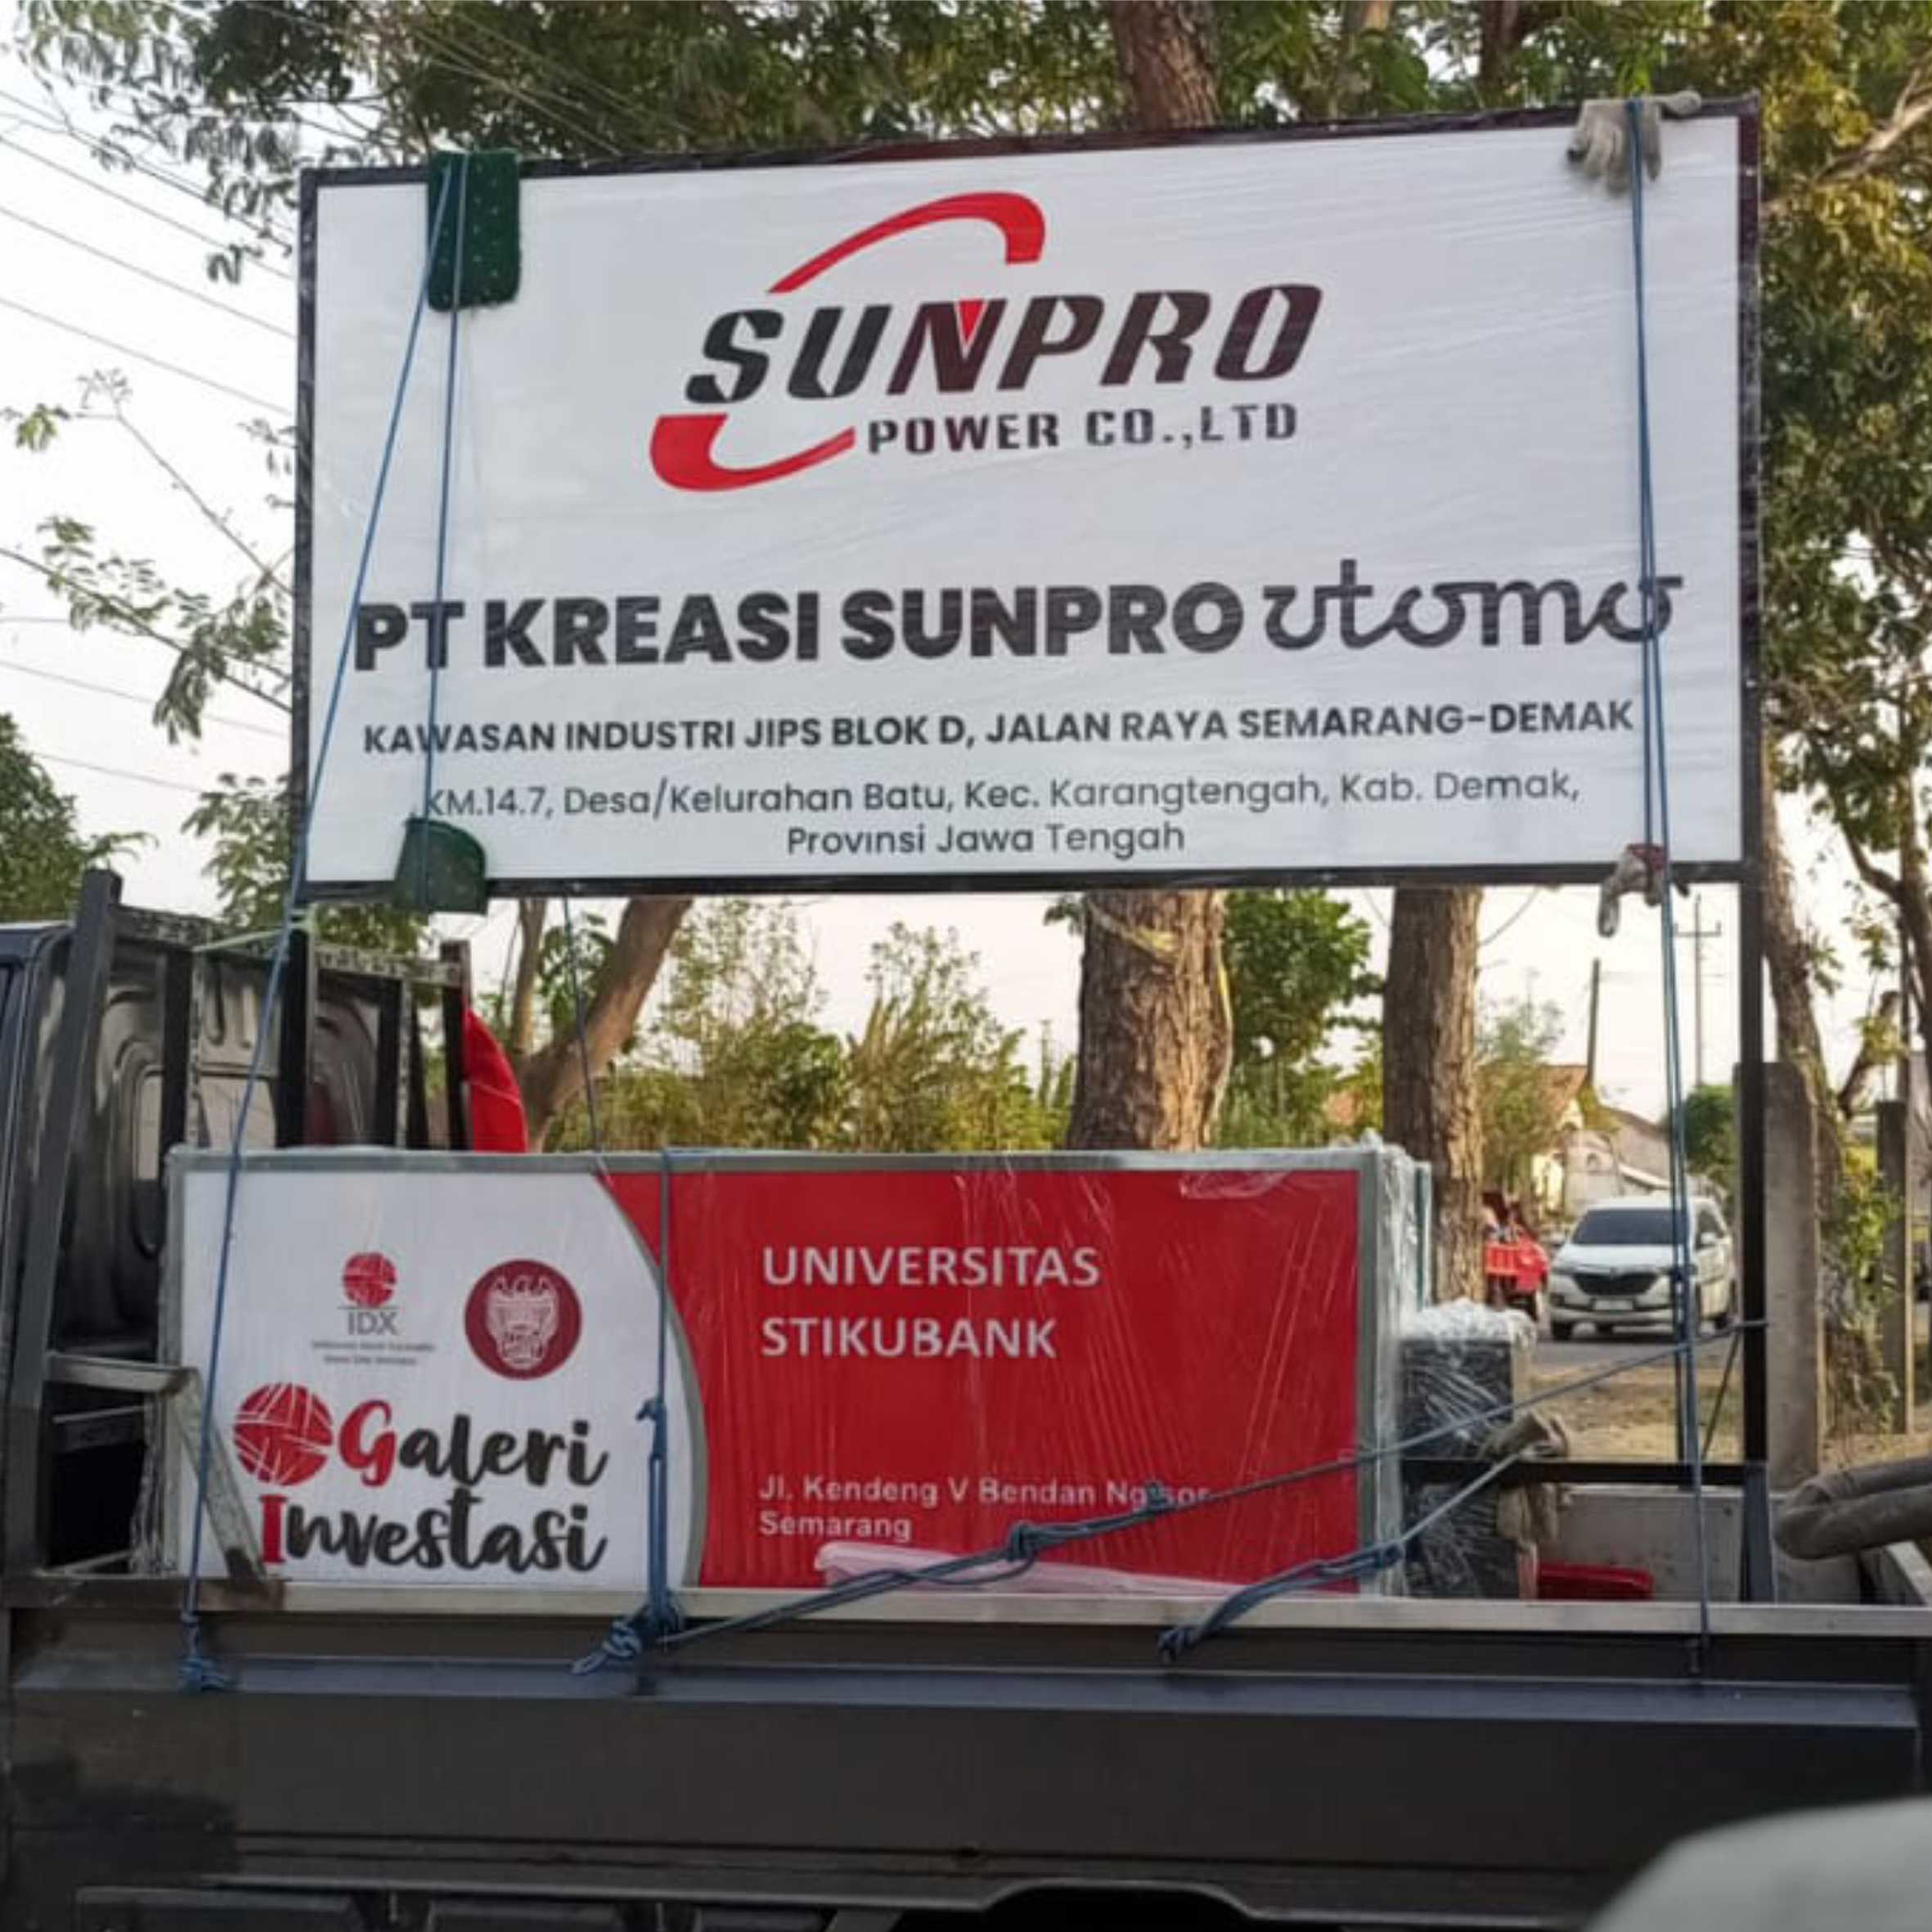 SUNPRO
POWER CO.,LTD
PT KREASI SUNPRO utomo
KAWASAN INDUSTRI JIPS BLOK D, JALAN RAYA SEMARANG-DEMAK
KM.14.7, Desa/Kelurahan Batu, Kec. Karangtengah, Kab. Demak,
Provinsi Jawa Tengah
IDX
Galeri
Investasi
UNIVERSITAS
STIKUBANK
Jl. Kendeng V Bendan Ngisor
Semarang